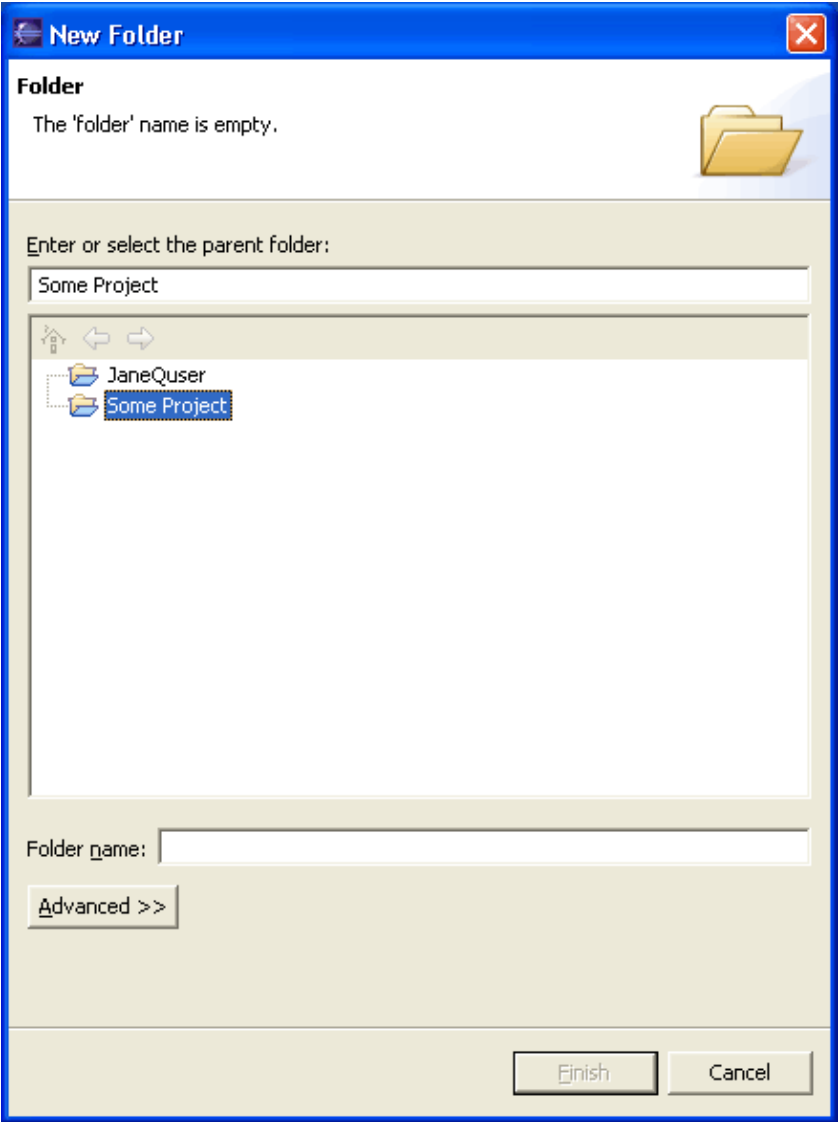 New Folder
Folder
The 'folder' name is empty.
Enter or select the parent folder:
Some Project
JaneQuser
Some Project
Folder name:
Advanced >>
Finish Cancel